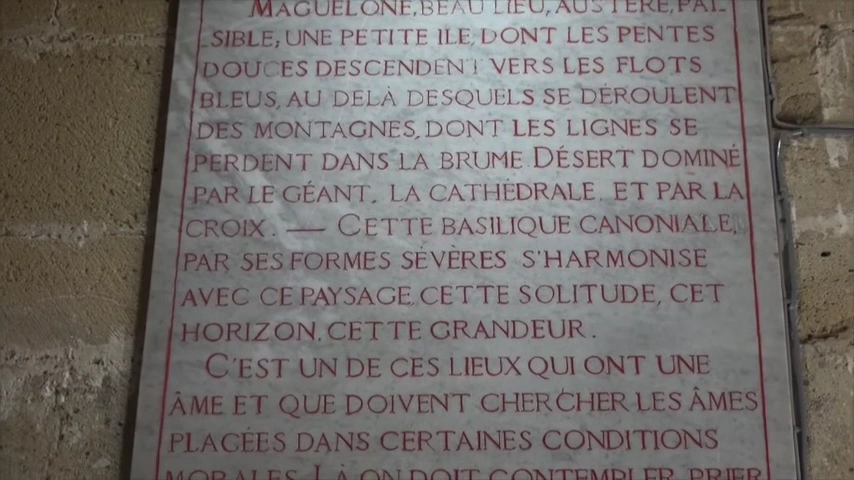 MAGUELONE, BEAU LIEU, AUSTÈRE, PAI-
SIBLE, UNE PETITE ILE, DONT LES PENTES
DOUCES DESCENDENT VERS LES FLOTS
BLEUS, AU DELÀ DESQUELS SE DÉROULENT
DES MONTAGNES, DONT LES LIGNES SE
PERDENT DANS LA BRUME. DÉSERT DOMINÉ
PAR LE GÉANT, LA CATHÉDRALE, ET PAR LA
CROIX. — CETTE BASILIQUE CANONIALE,
PAR SES FORMES SEVÈRES S'HARMONISE
AVEC CE PAYSAGE, CETTE SOLITUDE, CET
HORIZON, CETTE GRANDEUR.
C'EST UN DE CES LIEUX QUI ONT UNE
ÂME ET QUE DOIVENT CHERCHER LES ÂMES
PLACÉES DANS CERTAINES CONDITIONS
MORALES. LÀ ON DOIT CONTEMPLER, PRIER